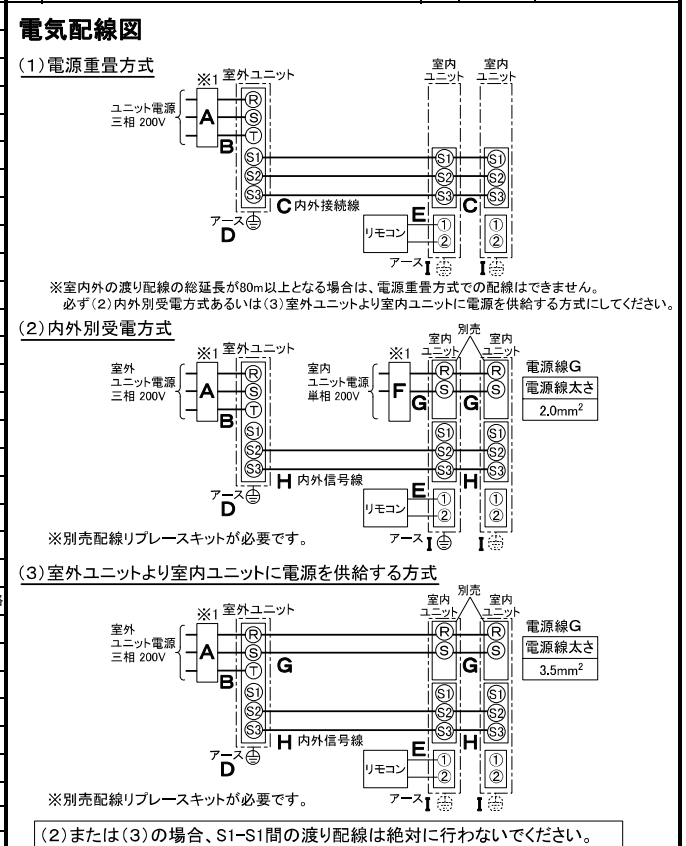 電気配線図
(1)電源重畳方式
※1
室外ユニット
室内
ユニット
室内
ユニット
ユニット電源
三相 200V
A
B
R
S
T
S1
S2
S3
S1
S2
S3
S1
S2
S3
C 内外接続線
C
アース
D
リモコン
E
①
②
①
②
アース I
I
※室内外の渡り配線の総延長が80m以上となる場合は、電源重畳方式での配線はできません。
必ず(2)内外別受電方式あるいは(3)室外ユニットより室内ユニットに電源を供給する方式にしてください。
(2)内外別受電方式
※1
室外ユニット
※1
別売
室内
ユニット
室内
ユニット
室外
ユニット電源
三相 200V
A
B
R
S
T
S1
S2
S3
室内
ユニット電源
単相 200V
F
G
R
S
G
R
S
S1
S2
S3
S1
S2
S3
電源線G
電源線太さ
2.0mm²
H 内外信号線
H
アース
D
リモコン
E
①
②
①
②
アース I
I
※別売配線リプレースキットが必要です。
(3)室外ユニットより室内ユニットに電源を供給する方式
※1
室外ユニット
別売
室内
ユニット
室内
ユニット
室外
ユニット電源
三相 200V
A
B
R
S
T
S1
S2
S3
G
R
S
G
R
S
S1
S2
S3
S1
S2
S3
電源線G
電源線太さ
3.5mm²
H 内外信号線
H
アース
D
リモコン
E
①
②
①
②
アース I
I
※別売配線リプレースキットが必要です。
(2)または(3)の場合、S1-S1間の渡り配線は絶対に行わないでください。